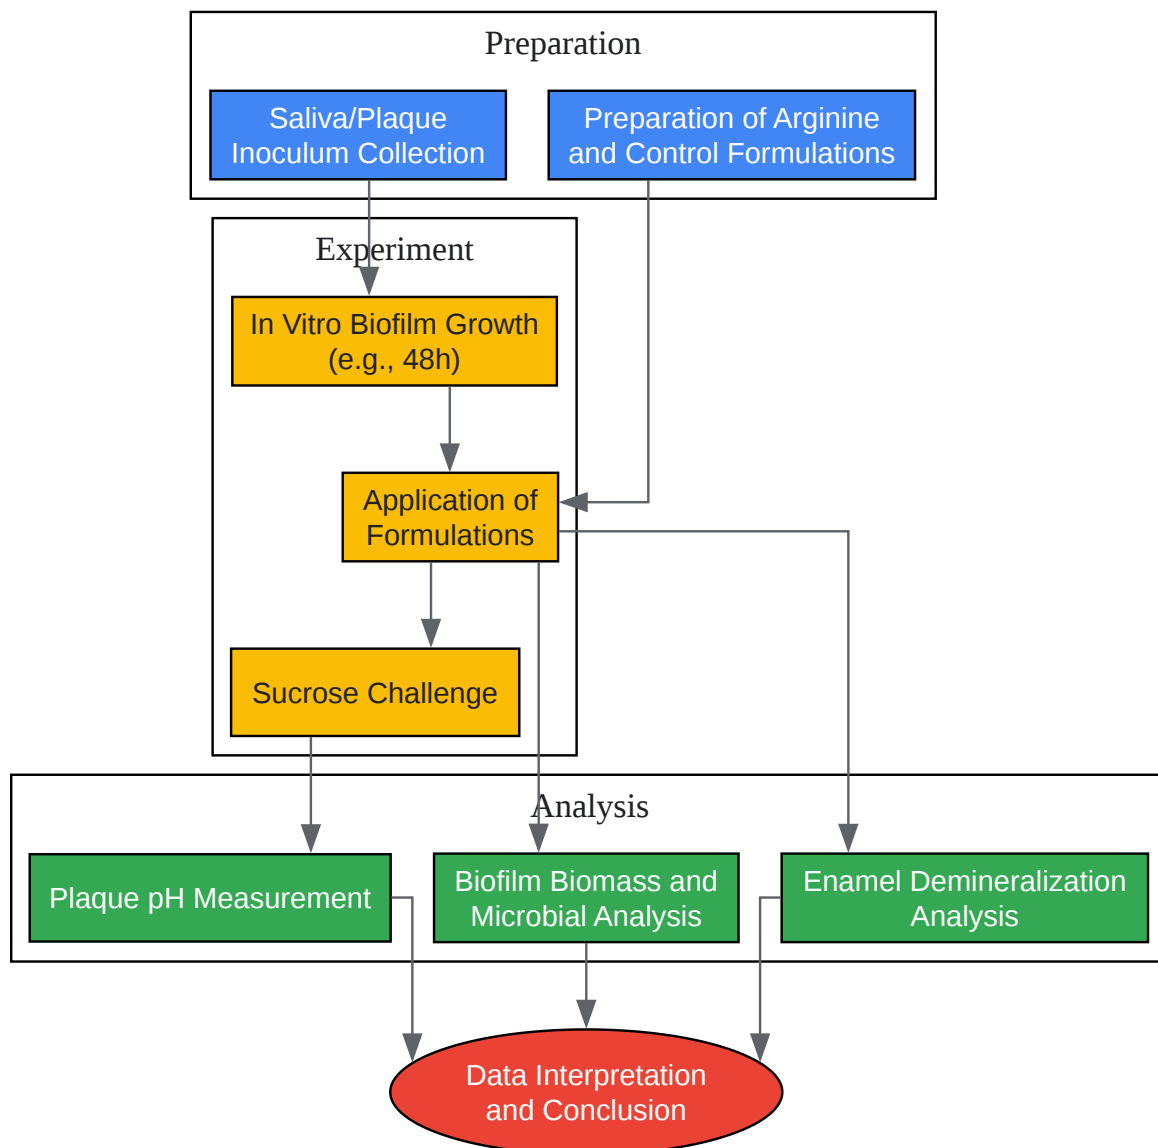 Preparation
Saliva/Plaque
Inoculum Collection
Preparation of Arginine
and Control Formulations
Experiment
In Vitro Biofilm Growth
(e.g., 48h)
Application of
Formulations
Sucrose Challenge
Analysis
Plaque pH Measurement
Biofilm Biomass and
Microbial Analysis
Enamel Demineralization
Analysis
Data Interpretation
and Conclusion